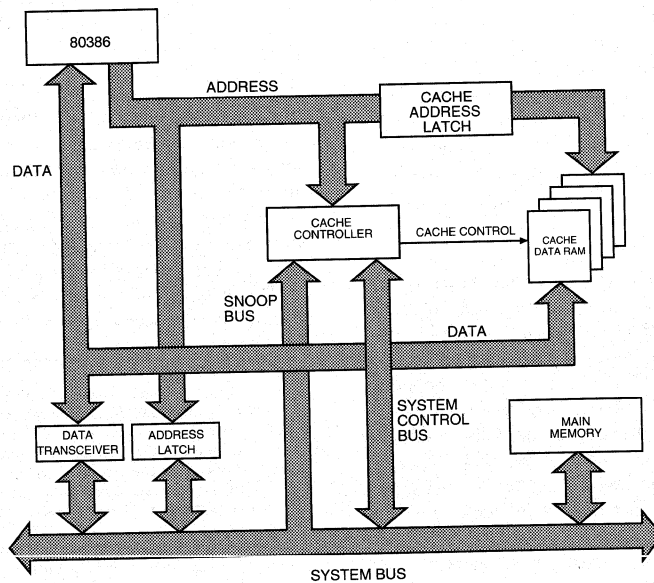 80386
ADDRESS
CACHE
ADDRESS
LATCH
DATA
CACHE
CONTROLLER
CACHE CONTROL
CACHE
DATA RAM
SNOOP
BUS
DATA
SYSTEM
CONTROL
BUS
DATA
TRANSCEIVER
ADDRESS
LATCH
MAIN
MEMORY
SYSTEM BUS